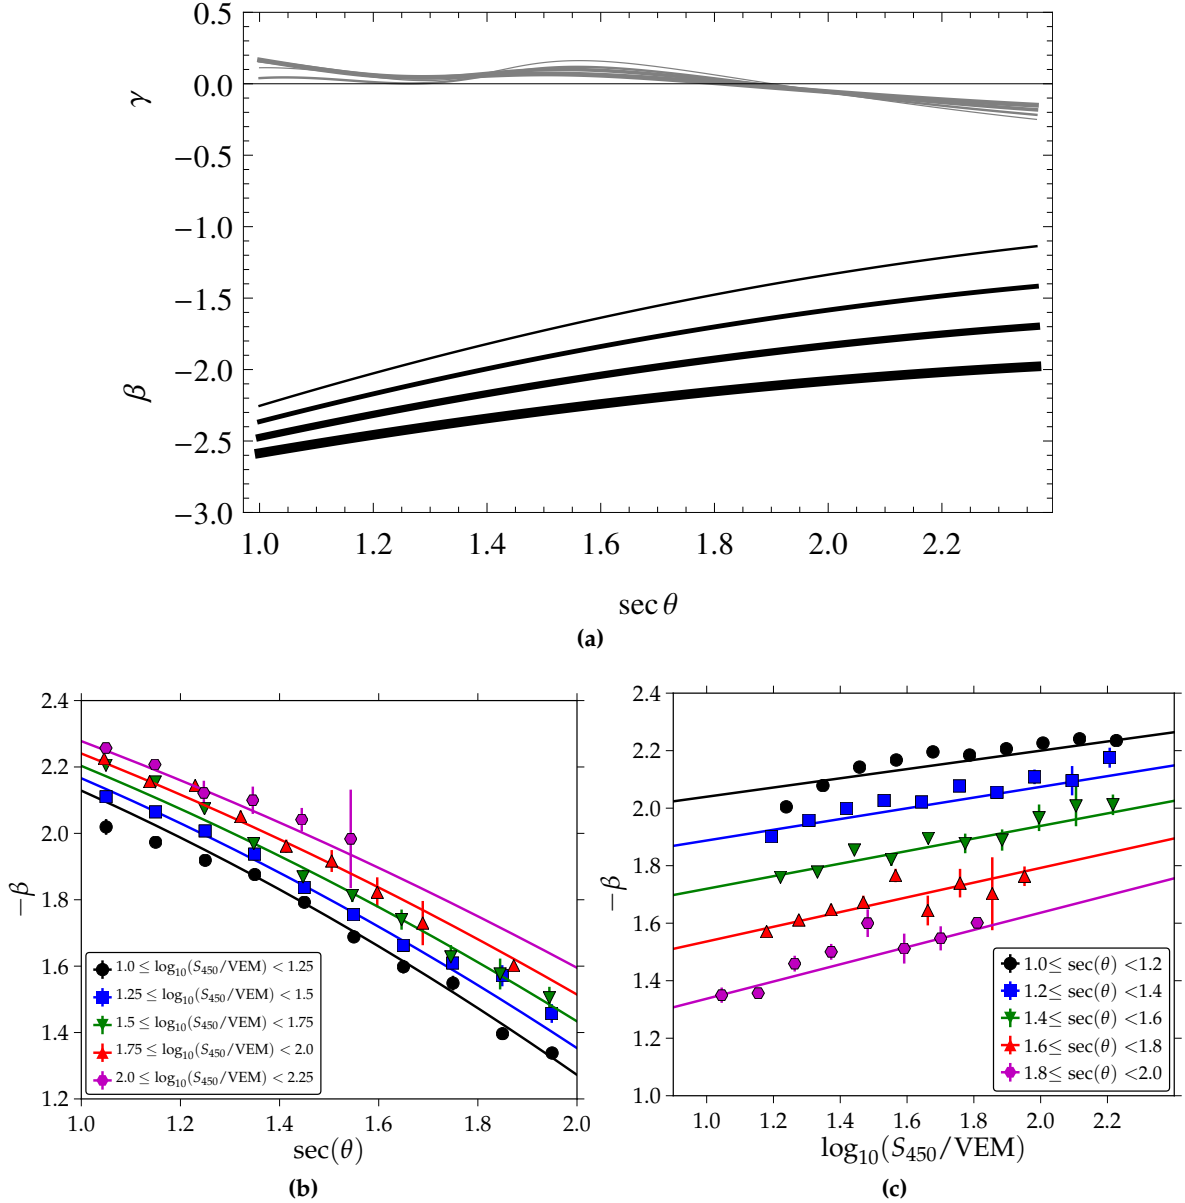 0.5
0.0
−0.5
−1.0
−1.5
−2.0
−2.5
−3.0
γ
β
1.0 1.2 1.4 1.6 1.8 2.0 2.2
sec θ
(a)
2.4
2.2
2.0
1.8
1.6
1.4
1.2
−β
1.0 ≤ log₁₀(S₄₅₀/VEM) < 1.25
1.25 ≤ log₁₀(S₄₅₀/VEM) < 1.5
1.5 ≤ log₁₀(S₄₅₀/VEM) < 1.75
1.75 ≤ log₁₀(S₄₅₀/VEM) < 2.0
2.0 ≤ log₁₀(S₄₅₀/VEM) < 2.25
1.0 1.2 1.4 1.6 1.8 2.0
sec(θ)
(b)
2.4
2.2
2.0
1.8
1.6
1.4
1.2
1.0
−β
1.0≤ sec(θ) <1.2
1.2≤ sec(θ) <1.4
1.4≤ sec(θ) <1.6
1.6≤ sec(θ) <1.8
1.8≤ sec(θ) <2.0
1.0 1.2 1.4 1.6 1.8 2.0 2.2
log₁₀(S₄₅₀/VEM)
(c)